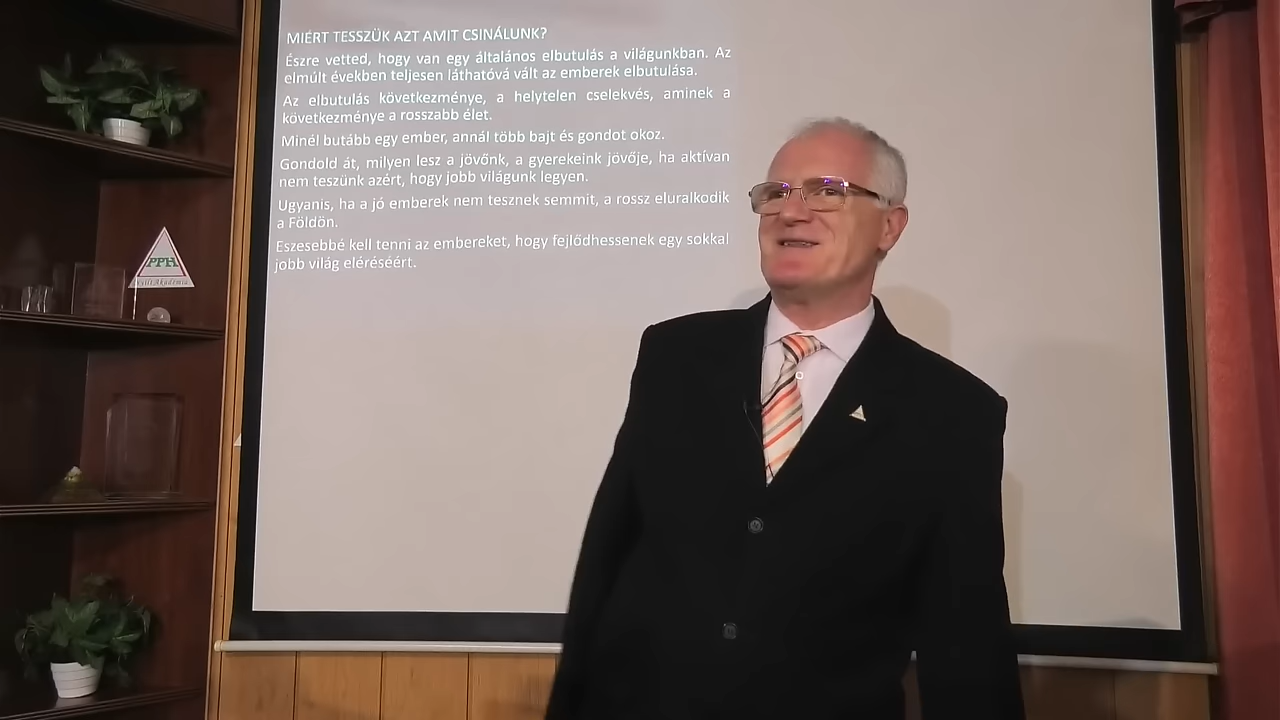 MIÉRT TESSZÜK AZT AMIT CSINÁLUNK?
Észre vetted, hogy van egy általános elbutulás a világunkban. Az
elmúlt években teljesen láthatóvá vált az emberek elbutulása.
Az elbutulás következménye, a helytelen cselekvés, aminek a
következménye a rosszabb élet.
Minél butább egy ember, annál több bajt és gondot okoz.
Gondold át, milyen lesz a jövőnk, a gyerekeink jövője, ha aktívan
nem teszünk azért, hogy jobb világunk legyen.
Ugyanis, ha a jó emberek nem tesznek semmit, a rossz eluralkodik
a Földön.
Eszesebbé kell tenni az embereket, hogy fejlődhessenek egy sokkal
jobb világ eléréséért.
PPH
Akadémia